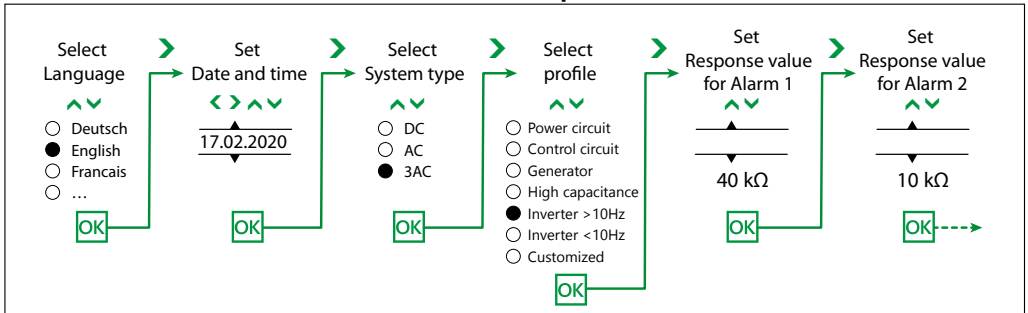 Select
Language
Deutsch
English
Francais
...
OK
Set
Date and time
17.02.2020
OK
Select
System type
DC
AC
3AC
OK
Select
profile
Power circuit
Control circuit
Generator
High capacitance
Inverter >10Hz
Inverter <10Hz
Customized
OK
Set
Response value
for Alarm 1
40 kΩ
OK
Set
Response value
for Alarm 2
10 kΩ
OK